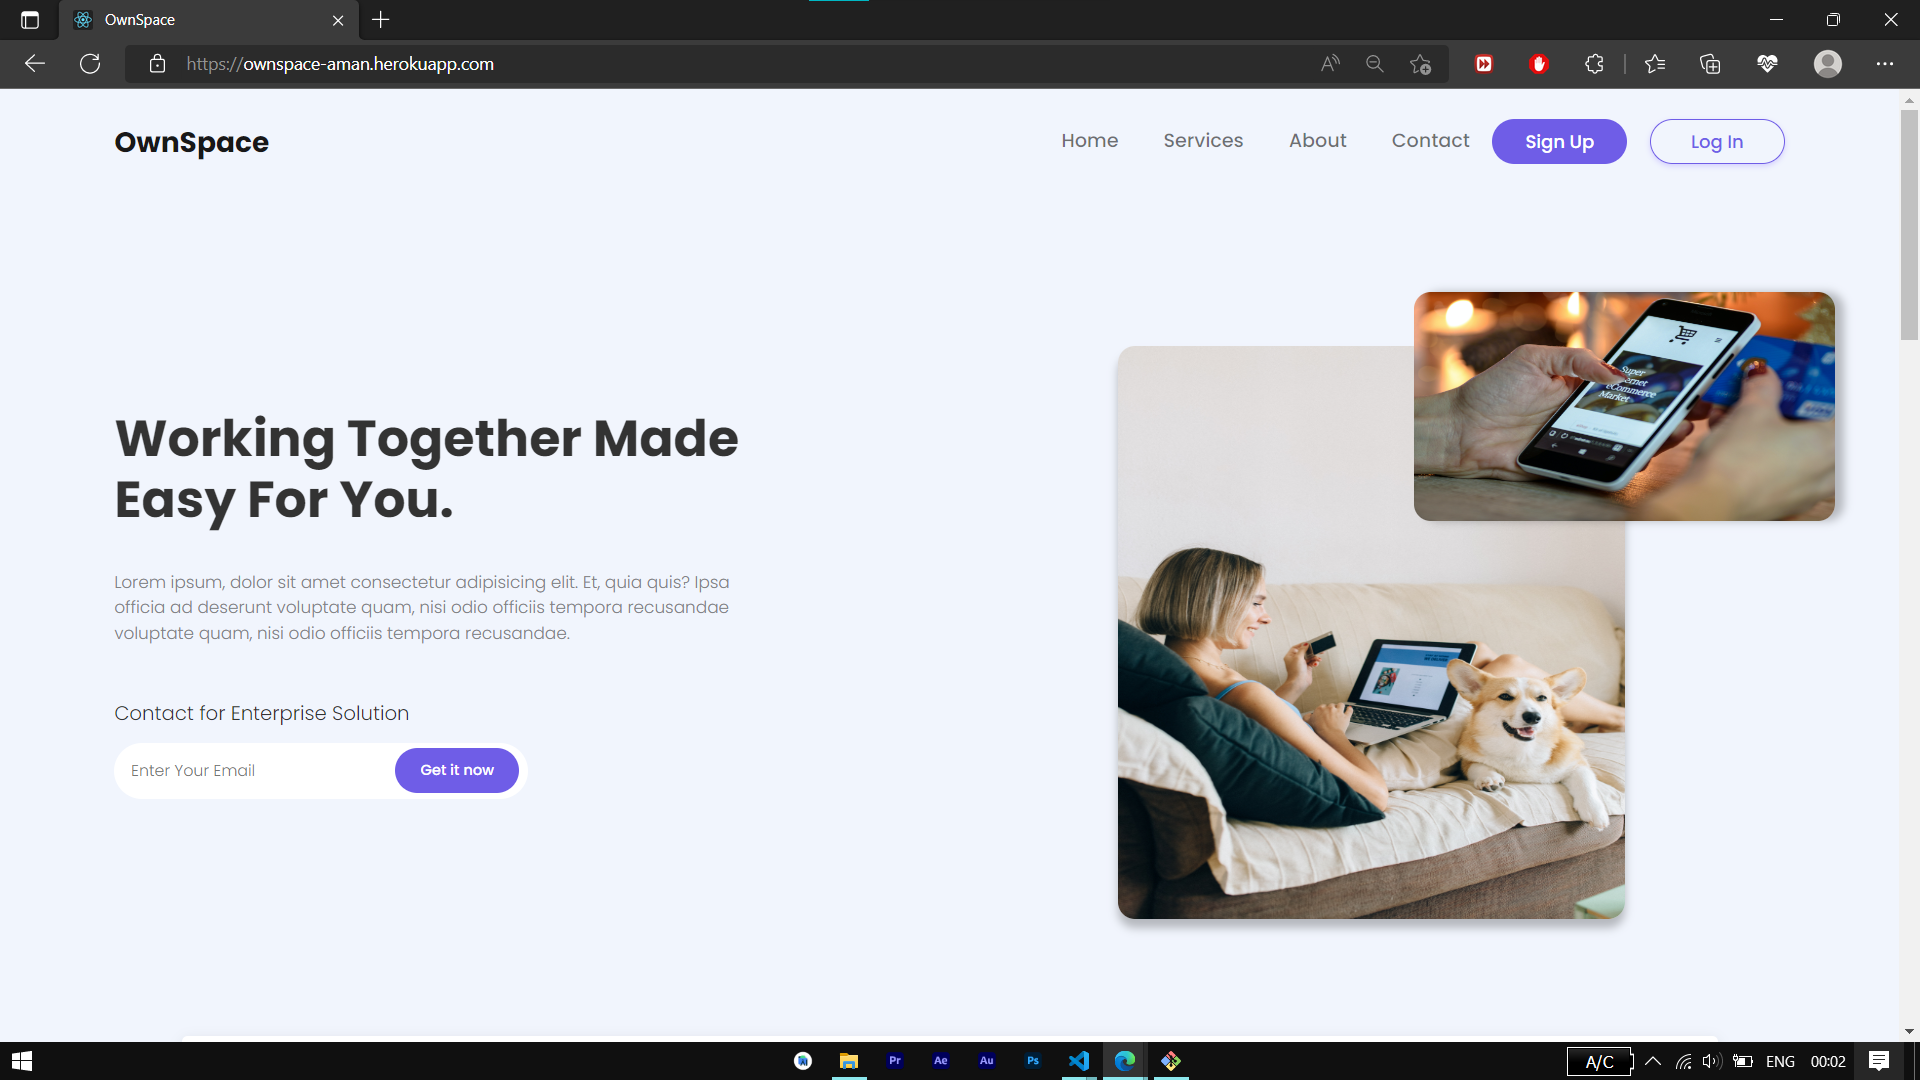 OwnSpace
https://ownspace-aman.herokuapp.com
OwnSpace
Home
Services
About
Contact
Sign Up
Log In
Super
eCommerce
Market
Working Together Made
Easy For You.
Lorem ipsum, dolor sit amet consectetur adipisicing elit. Et, quia quis? Ipsa
officia ad deserunt voluptate quam, nisi odio officiis tempora recusandae
voluptate quam, nisi odio officiis tempora recusandae.
Contact for Enterprise Solution
Enter Your Email
Get it now
Pr
Ae
Au
Ps
A/C
ENG
00:02